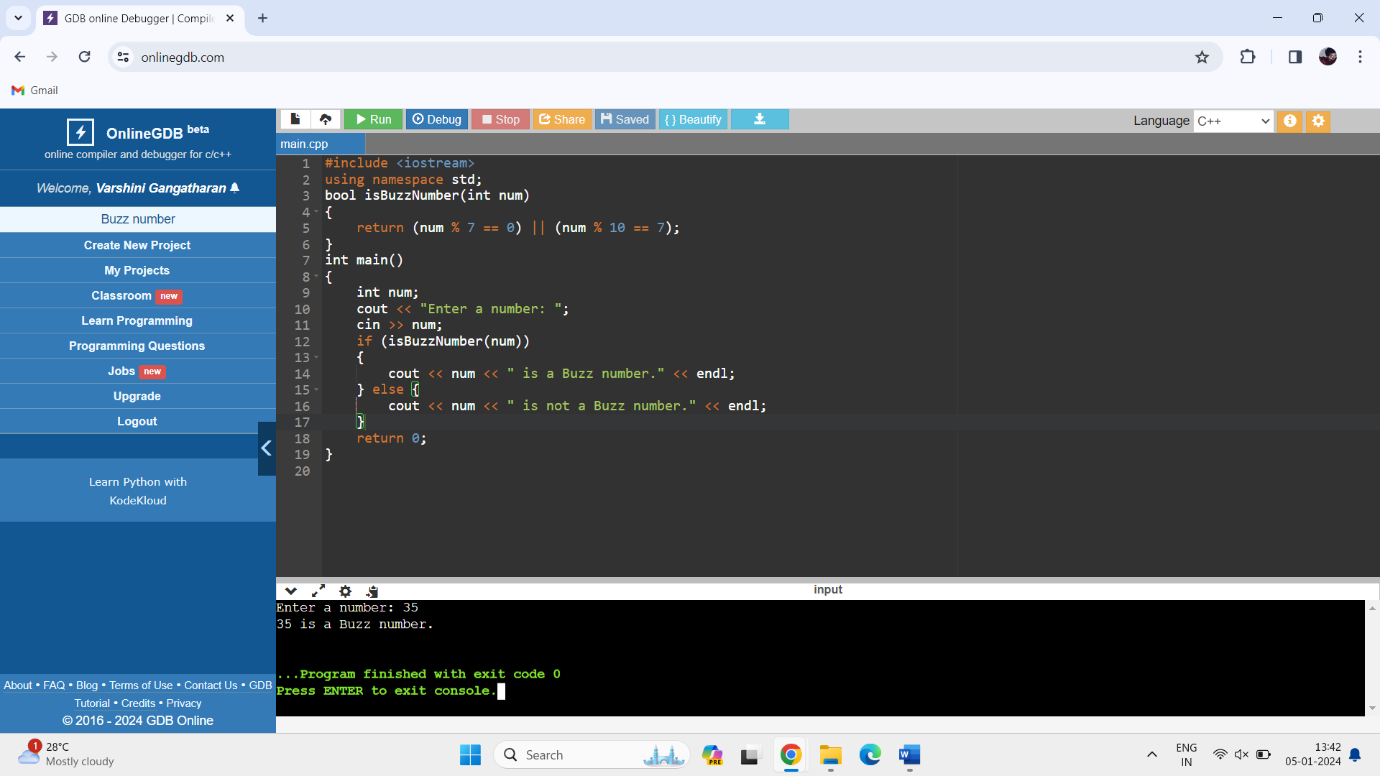 GDB online Debugger | Compile
onlinegdb.com
Gmail
OnlineGDB beta
online compiler and debugger for c/c++
Welcome, Varshini Gangatharan
Buzz number
Create New Project
My Projects
Classroom new
Learn Programming
Programming Questions
Jobs new
Upgrade
Logout
Learn Python with
KodeKloud
About • FAQ • Blog • Terms of Use • Contact Us • GDB
Tutorial • Credits • Privacy
© 2016 - 2024 GDB Online
Run Debug Stop Share Saved { } Beautify
Language C++
main.cpp
1 #include <iostream>
2 using namespace std;
3 bool isBuzzNumber(int num)
4 {
5     return (num % 7 == 0) || (num % 10 == 7);
6 }
7 int main()
8 {
9     int num;
10     cout << "Enter a number: ";
11     cin >> num;
12     if (isBuzzNumber(num))
13     {
14         cout << num << " is a Buzz number." << endl;
15     } else {
16         cout << num << " is not a Buzz number." << endl;
17     }
18     return 0;
19 }
20
input
Enter a number: 35
35 is a Buzz number.
...Program finished with exit code 0
Press ENTER to exit console.
1
28°C
Mostly cloudy
Search
PRE
W
ENG
IN
13:42
05-01-2024